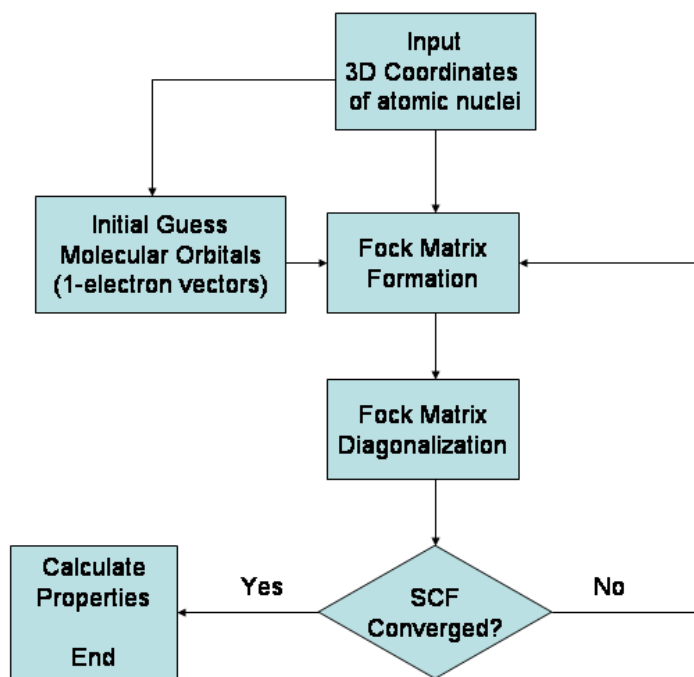 Input
3D Coordinates
of atomic nuclei
Initial Guess
Molecular Orbitals
(1-electron vectors)
Fock Matrix
Formation
Fock Matrix
Diagonalization
SCF
Converged?
Yes
No
Calculate
Properties
End